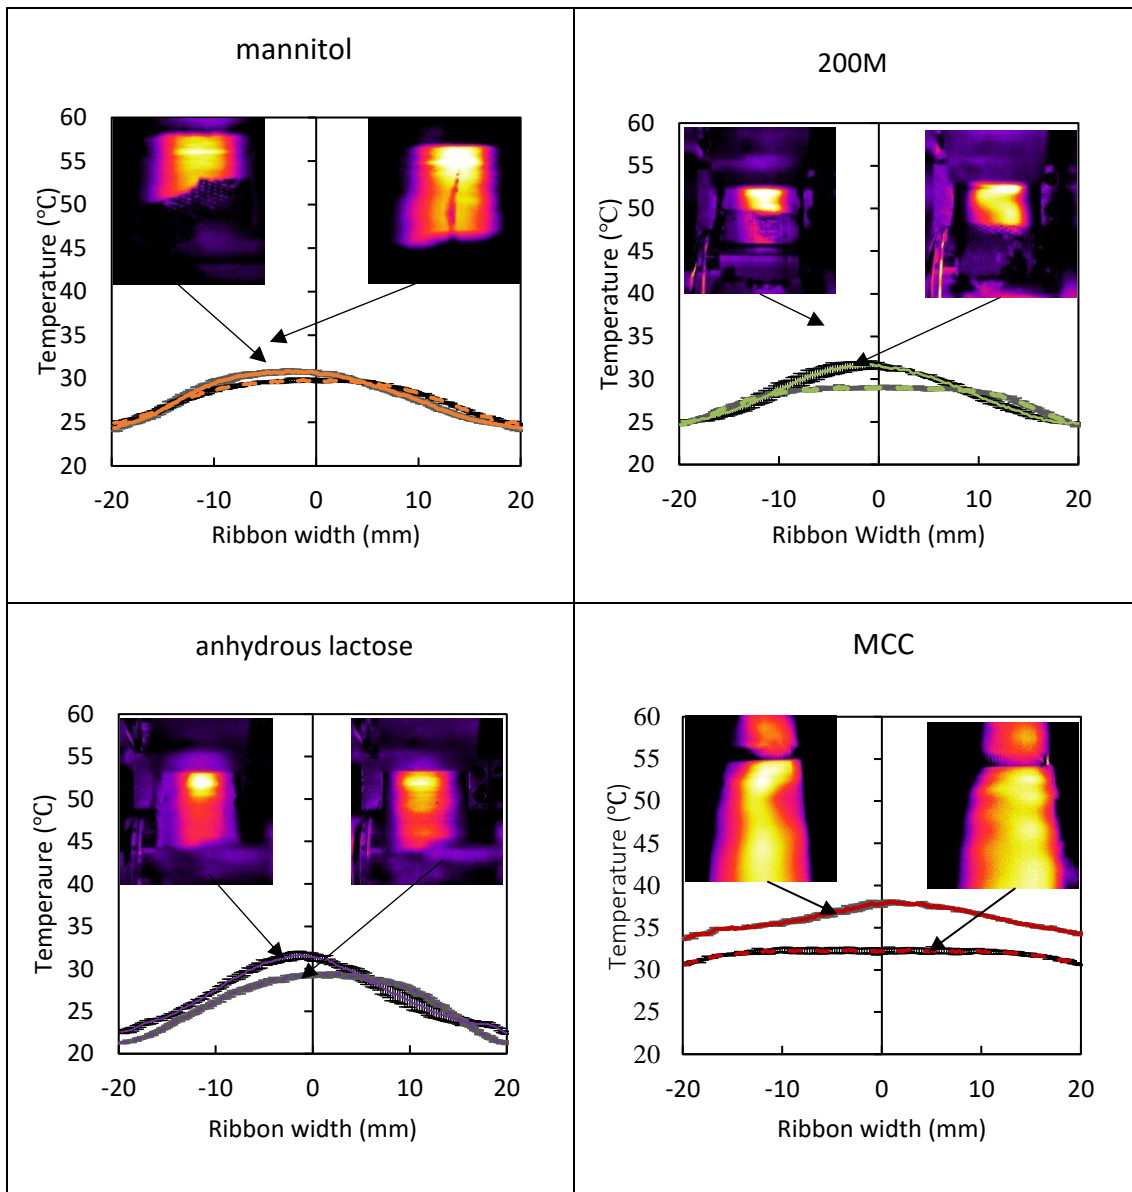 mannitol
60
55
50
45
40
35
30
25
20
Temperature (°C)
-20 -10 0 10 20
Ribbon width (mm)
200M
60
55
50
45
40
35
30
25
20
Temperature (°C)
-20 -10 0 10 20
Ribbon Width (mm)
anhydrous lactose
60
55
50
45
40
35
30
25
20
Temperaure (°C)
-20 -10 0 10 20
Ribbon width (mm)
MCC
60
55
50
45
40
35
30
25
20
Temperature (°C)
-20 -10 0 10 20
Ribbon width (mm)